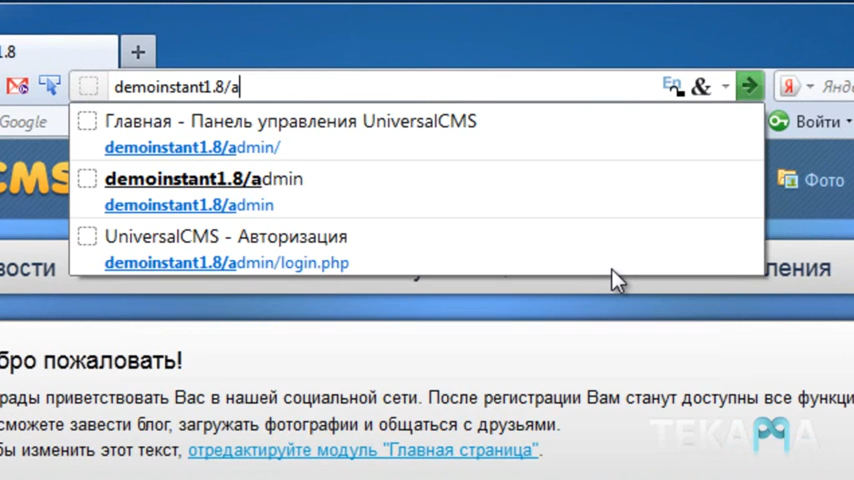 1.8
demoinstant1.8/a
En
&
Янде
Google
Главная - Панель управления UniversalCMS
demoinstant1.8/admin/
Войти
CMS
demoinstant1.8/admin
demoinstant1.8/admin
Фото
UniversalCMS - Авторизация
demoinstant1.8/admin/login.php
вости
ления
бро пожаловать!
рады приветствовать Вас в нашей социальной сети. После регистрации Вам станут доступны все функци
сможете завести блог, загружать фотографии и общаться с друзьями.
бы изменить этот текст, отредактируйте модуль "Главная страница".
TEKAMA